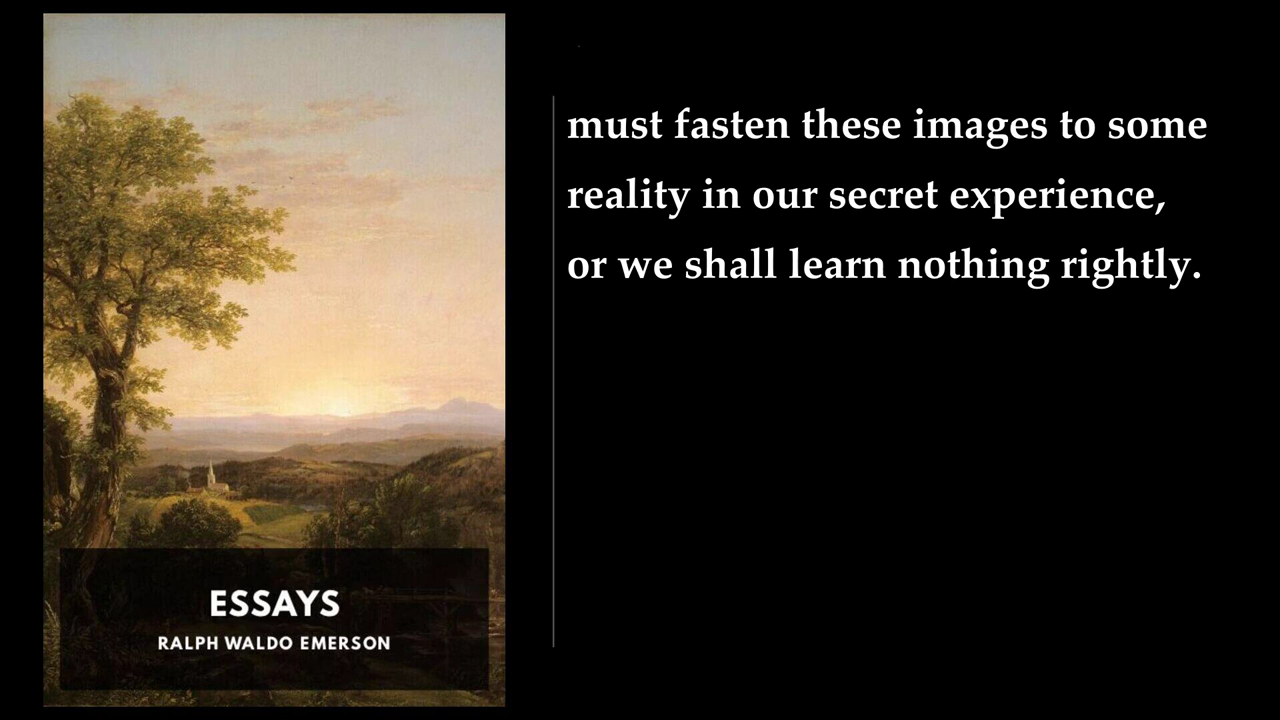 must fasten these images to some
reality in our secret experience,
or we shall learn nothing rightly.
ESSAYS
RALPH WALDO EMERSON